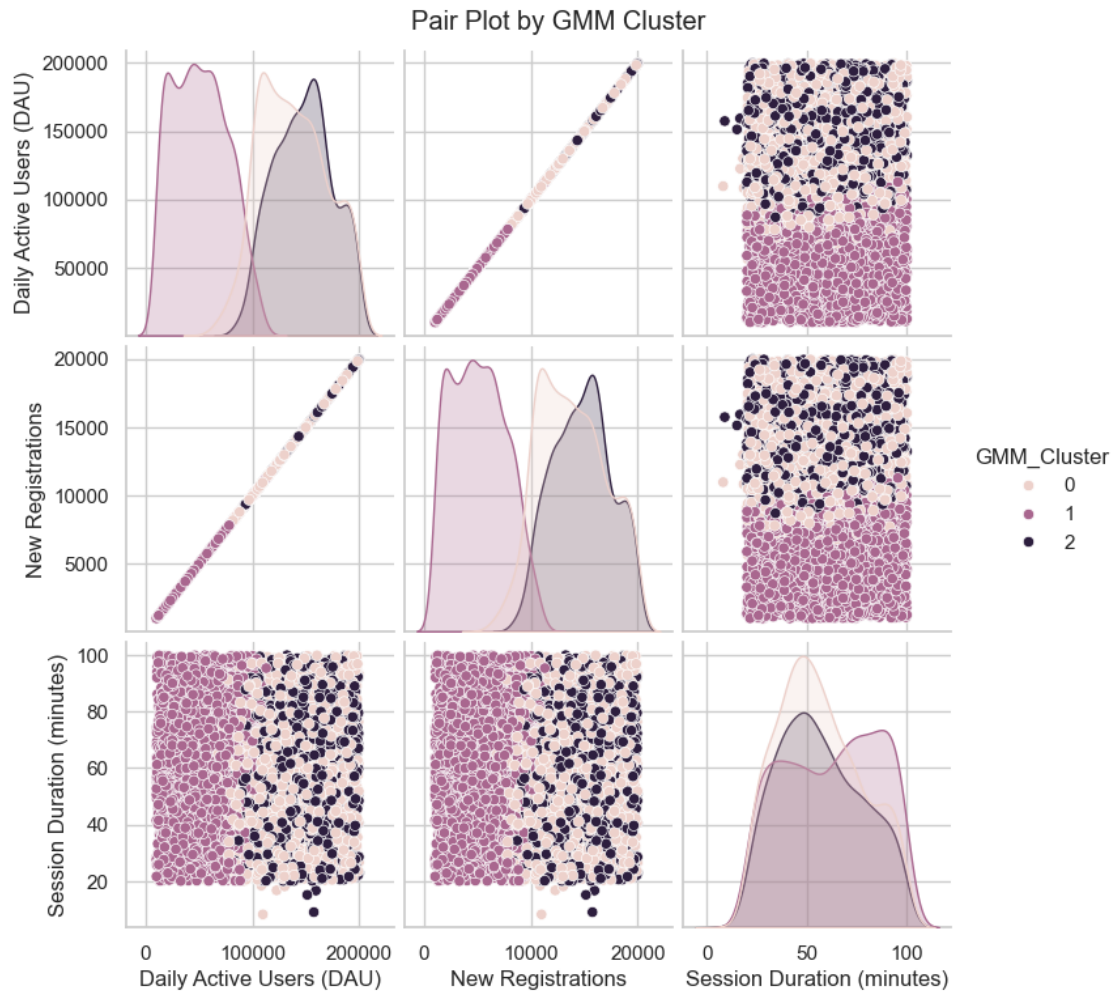 Pair Plot by GMM Cluster
Daily Active Users (DAU)
200000
150000
100000
50000
New Registrations
20000
15000
10000
5000
GMM_Cluster
0
1
2
Session Duration (minutes)
100
80
60
40
20
0 100000 200000
0 10000 20000
0 50 100
Daily Active Users (DAU)
New Registrations
Session Duration (minutes)